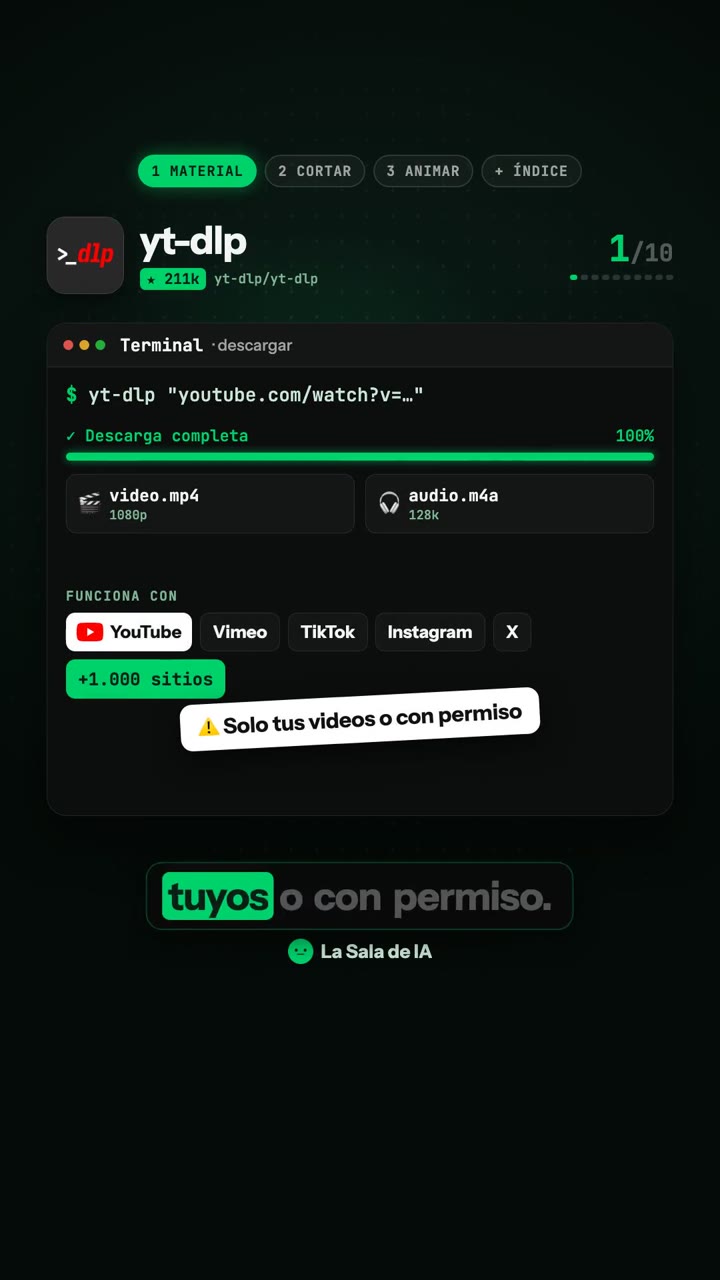 1 MATERIAL 2 CORTAR 3 ANIMAR + ÍNDICE
>_dlp
yt-dlp
★ 211k yt-dlp/yt-dlp
1/10
Terminal · descargar
$ yt-dlp "youtube.com/watch?v=…"
✓ Descarga completa 100%
video.mp4
1080p
audio.m4a
128k
FUNCIONA CON
YouTube Vimeo TikTok Instagram X
+1.000 sitios
⚠️ Solo tus videos o con permiso
tuyos o con permiso.
La Sala de IA